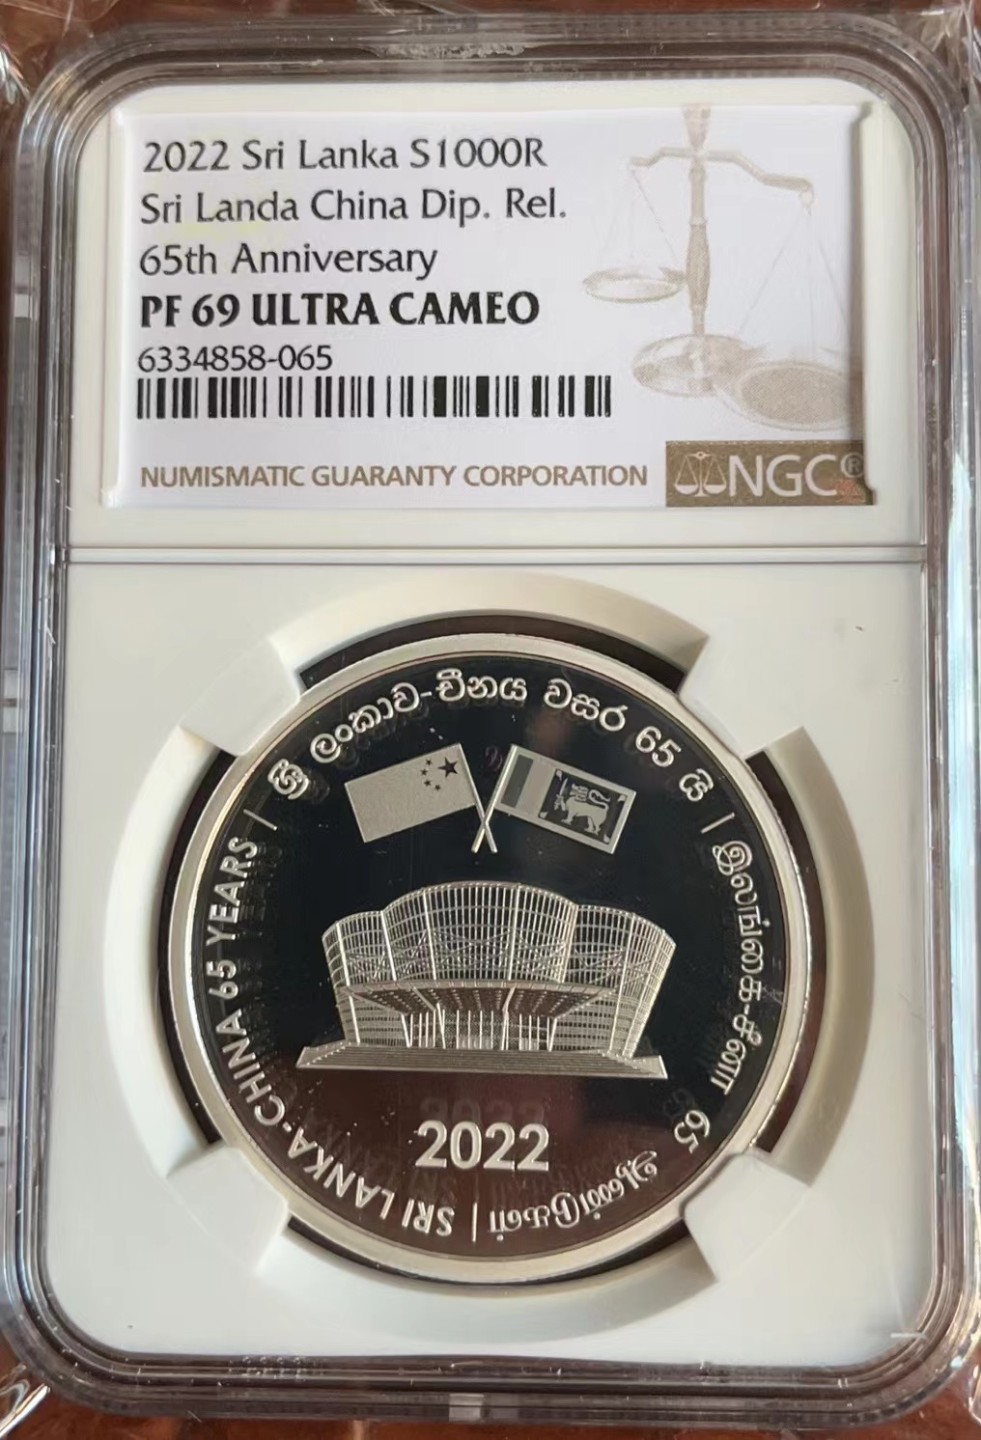 2022 Sri Lanka S1000R
Sri Landa China Dip. Rel.
65th Anniversary
PF 69 ULTRA CAMEO
6334858-065
NUMISMATIC GUARANTY CORPORATION
NGC®
ශ්‍රී ලංකාව-චීනය වසර 65 යි
இலங்கை-சீனா 65 ஆண்டுகள்
SRI LANKA-CHINA 65 YEARS
2022